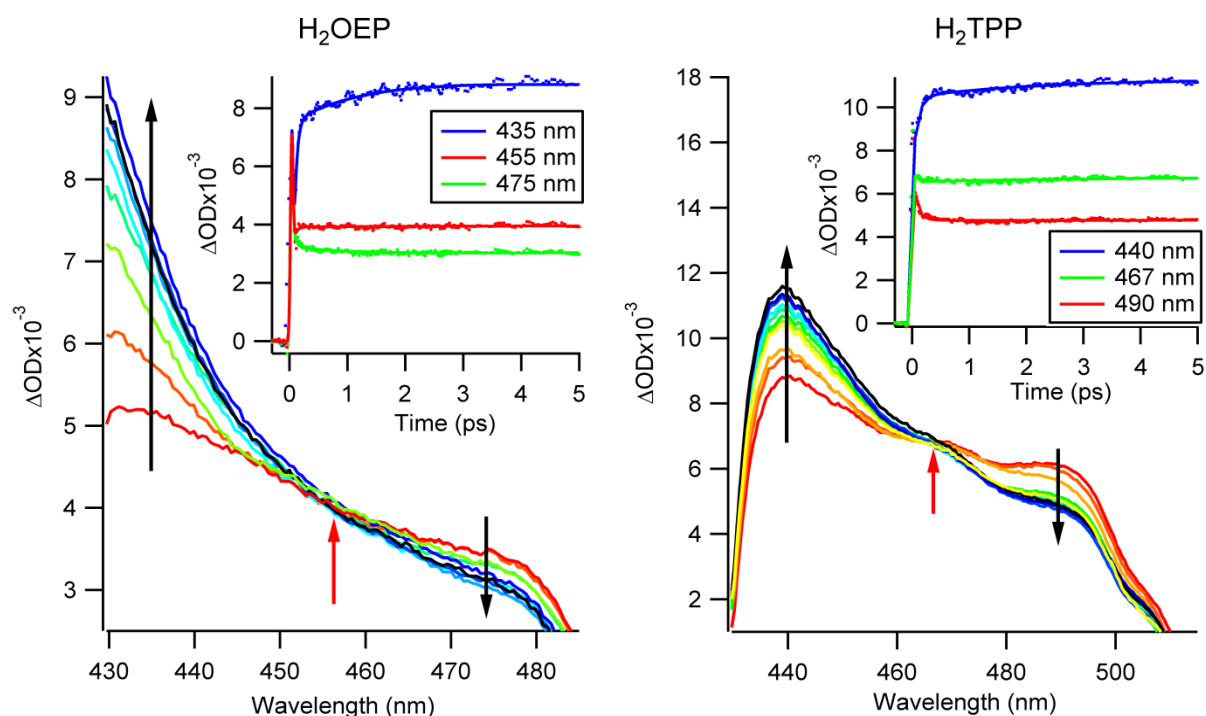 H₂OEP
9
8
7
6
5
4
3
ΔODx10⁻³
430 440 450 460 470 480
Wavelength (nm)
8
6
4
2
0
ΔODx10⁻³
0 1 2 3 4 5
Time (ps)
435 nm
455 nm
475 nm
H₂TPP
18
16
14
12
10
8
6
4
2
ΔODx10⁻³
440 460 480 500
Wavelength (nm)
10
8
6
4
2
0
ΔODx10⁻³
0 1 2 3 4 5
Time (ps)
440 nm
467 nm
490 nm